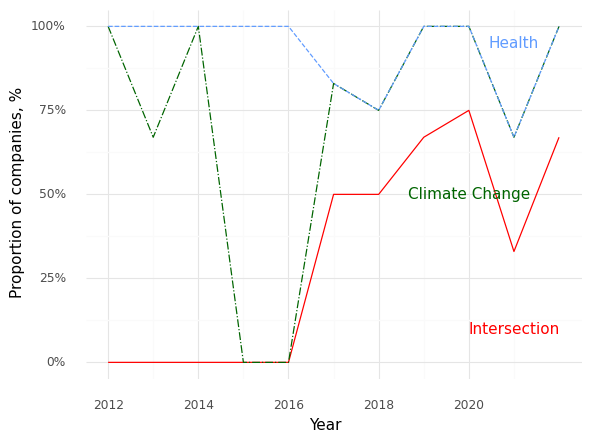 100%
Health
75%
50%
Climate Change
25%
Intersection
0%
2012 2014 2016 2018 2020
Year
Proportion of companies, %